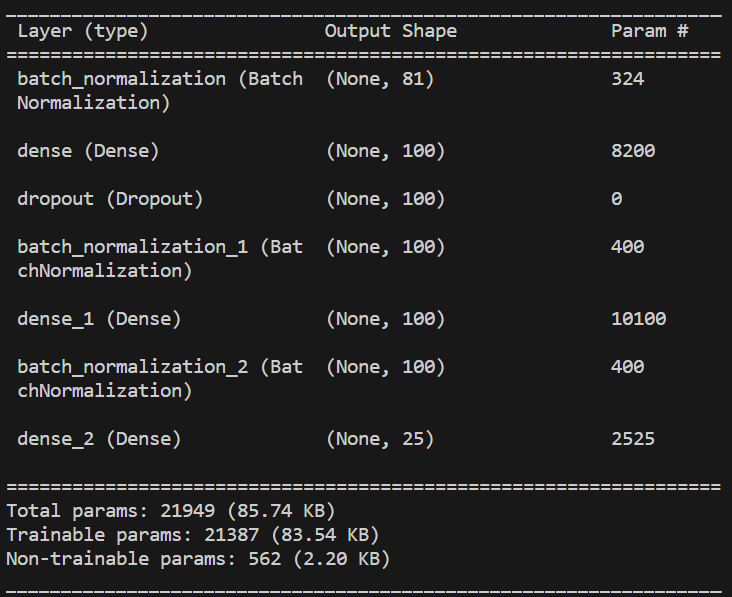 Layer (type) Output Shape Param #
batch_normalization (Batch (None, 81) 324
Normalization)
dense (Dense) (None, 100) 8200
dropout (Dropout) (None, 100) 0
batch_normalization_1 (Bat (None, 100) 400
chNormalization)
dense_1 (Dense) (None, 100) 10100
batch_normalization_2 (Bat (None, 100) 400
chNormalization)
dense_2 (Dense) (None, 25) 2525
Total params: 21949 (85.74 KB)
Trainable params: 21387 (83.54 KB)
Non-trainable params: 562 (2.20 KB)